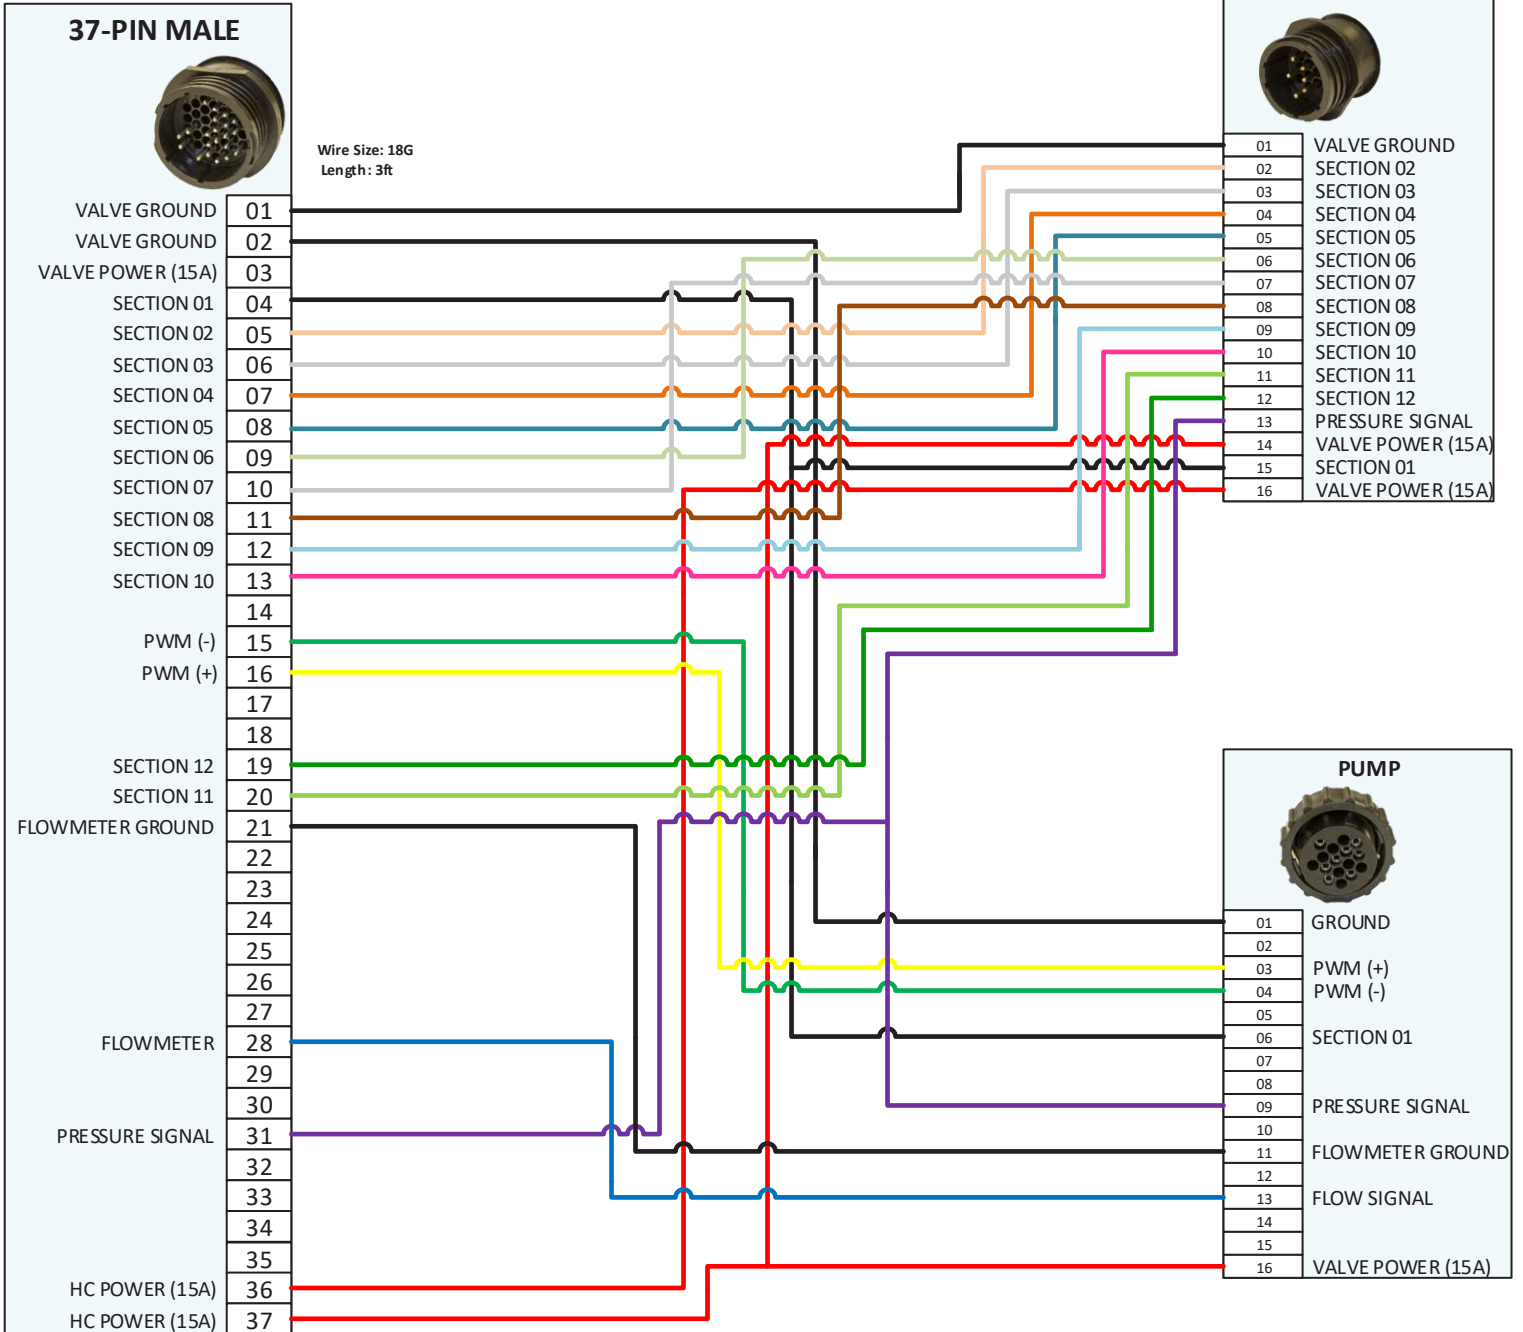 37-PIN MALE
Wire Size: 18G
Length: 3ft
VALVE GROUND 01
VALVE GROUND 02
VALVE POWER (15A) 03
SECTION 01 04
SECTION 02 05
SECTION 03 06
SECTION 04 07
SECTION 05 08
SECTION 06 09
SECTION 07 10
SECTION 08 11
SECTION 09 12
SECTION 10 13
14
PWM (-) 15
PWM (+) 16
17
18
SECTION 12 19
SECTION 11 20
FLOWMETER GROUND 21
22
23
24
25
26
27
FLOWMETER 28
29
30
PRESSURE SIGNAL 31
32
33
34
35
HC POWER (15A) 36
HC POWER (15A) 37
01 VALVE GROUND
02 SECTION 02
03 SECTION 03
04 SECTION 04
05 SECTION 05
06 SECTION 06
07 SECTION 07
08 SECTION 08
09 SECTION 09
10 SECTION 10
11 SECTION 11
12 SECTION 12
13 PRESSURE SIGNAL
14 VALVE POWER (15A)
15 SECTION 01
16 VALVE POWER (15A)
PUMP
01 GROUND
02
03 PWM (+)
04 PWM (-)
05
06 SECTION 01
07
08
09 PRESSURE SIGNAL
10
11 FLOWMETER GROUND
12
13 FLOW SIGNAL
14
15
16 VALVE POWER (15A)